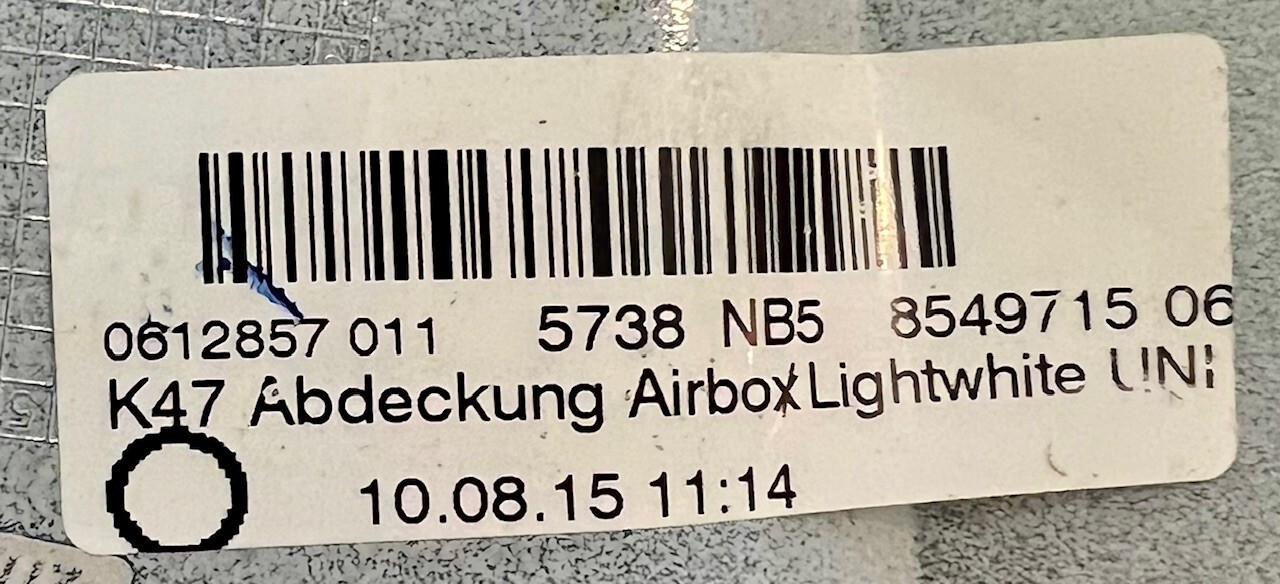 0612857 011 5738 NB5 8549715 06
K47 Abdeckung Airbox Lightwhite UNI
10.08.15 11:14